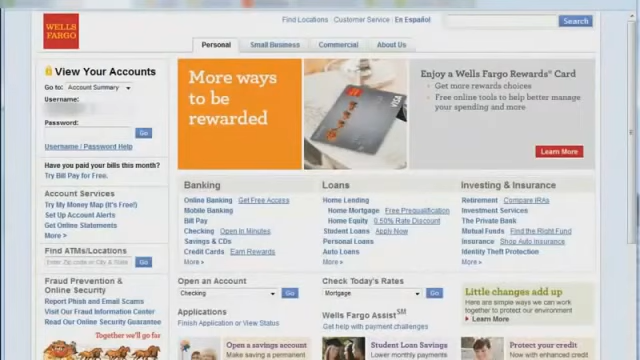 WELLS
FARGO
Find Locations Customer Service En Español
Search
Personal Small Business Commercial About Us
View Your Accounts
Go to: Account Summary
Username:
Password:
Go
Username / Password Help
Have you paid your bills this month?
Try Bill Pay for Free.
Account Services
Try My Money Map (It's Free!)
Set Up Account Alerts
Get Online Statements
More >
Find ATMs/Locations
Enter Zip code or City & State
Go
Fraud Prevention &
Online Security
Report Phish and Email Scams
Visit Our Fraud Information Center
Read Our Online Security Guarantee
Together we'll go far
More ways
to be
rewarded
VISA
Enjoy a Wells Fargo Rewards® Card
Get more rewards choices
Free online tools to help better manage
your spending and more
Learn More
Banking
Online Banking Get Free Access
Mobile Banking
Bill Pay
Checking Open in Minutes
Savings & CDs
Credit Cards Earn Rewards
More >
Loans
Home Lending
Home Mortgage Free Prequalification
Home Equity 0.50% Rate Discount
Student Loans Apply Now
Personal Loans
Auto Loans
More >
Investing & Insurance
Retirement Compare IRAs
Investment Services
The Private Bank
Mutual Funds Find the Right Fund
Insurance Shop Auto Insurance
Identity Theft Protection
More >
Open an Account
Checking Go
Applications
Finish Application or View Status
Check Today's Rates
Mortgage Go
Wells Fargo Assist℠
Get help with payment challenges
Little changes add up
Here are simple ways we can work
together to protect our environment
Learn More
Open a savings account
Make saving a permanent
Student Loan Savings
Lower monthly payments
Protect your credit
Now with enhanced credit